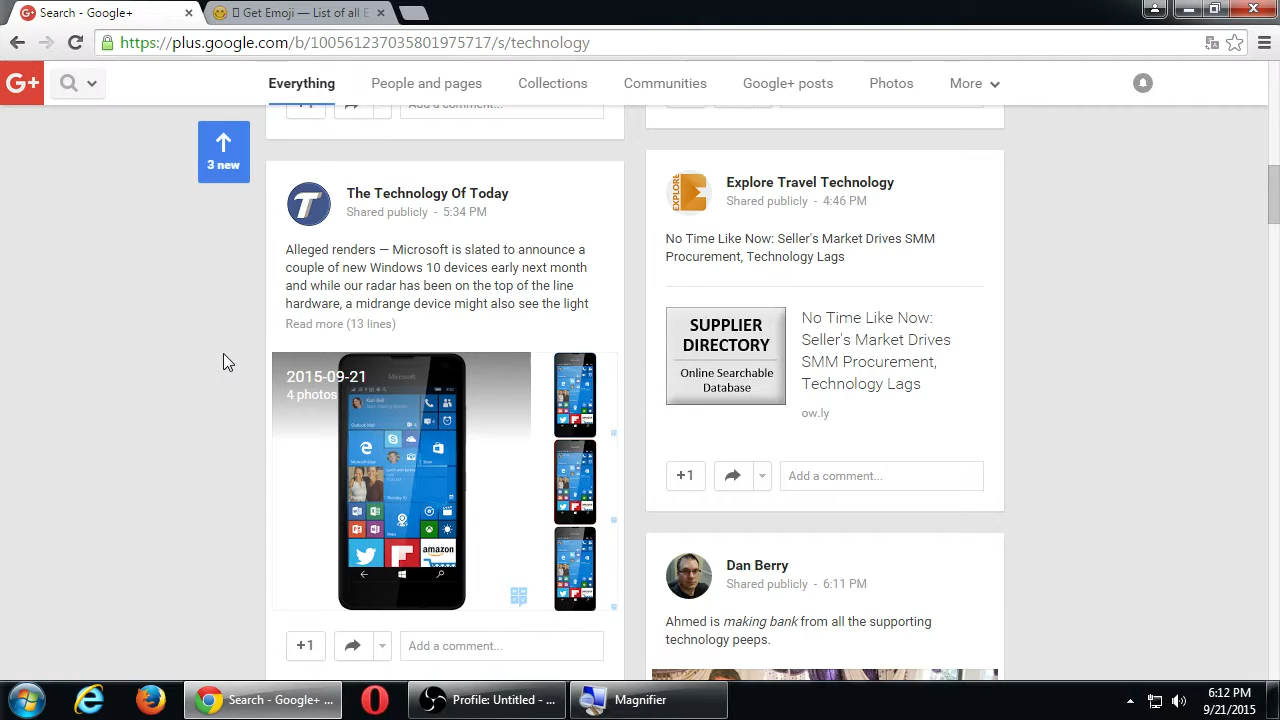 Search - Google+
Get Emoji — List of all E
https://plus.google.com/b/100561237035801975717/s/technology
G+
Everything
People and pages
Collections
Communities
Google+ posts
Photos
More
+1
Add a comment...
3 new
The Technology Of Today
Shared publicly - 5:34 PM
Alleged renders — Microsoft is slated to announce a
couple of new Windows 10 devices early next month
and while our radar has been on the top of the line
hardware, a midrange device might also see the light
Read more (13 lines)
2015-09-21
4 photos
Microsoft
amazon
+1
Add a comment...
EXPLORE
Explore Travel Technology
Shared publicly - 4:46 PM
No Time Like Now: Seller's Market Drives SMM
Procurement, Technology Lags
SUPPLIER
DIRECTORY
Online Searchable
Database
No Time Like Now:
Seller's Market Drives
SMM Procurement,
Technology Lags
ow.ly
+1
Add a comment...
Dan Berry
Shared publicly - 6:11 PM
Ahmed is making bank from all the supporting
technology peeps.
Search - Google+ ...
Profile: Untitled - ...
Magnifier
6:12 PM
9/21/2015